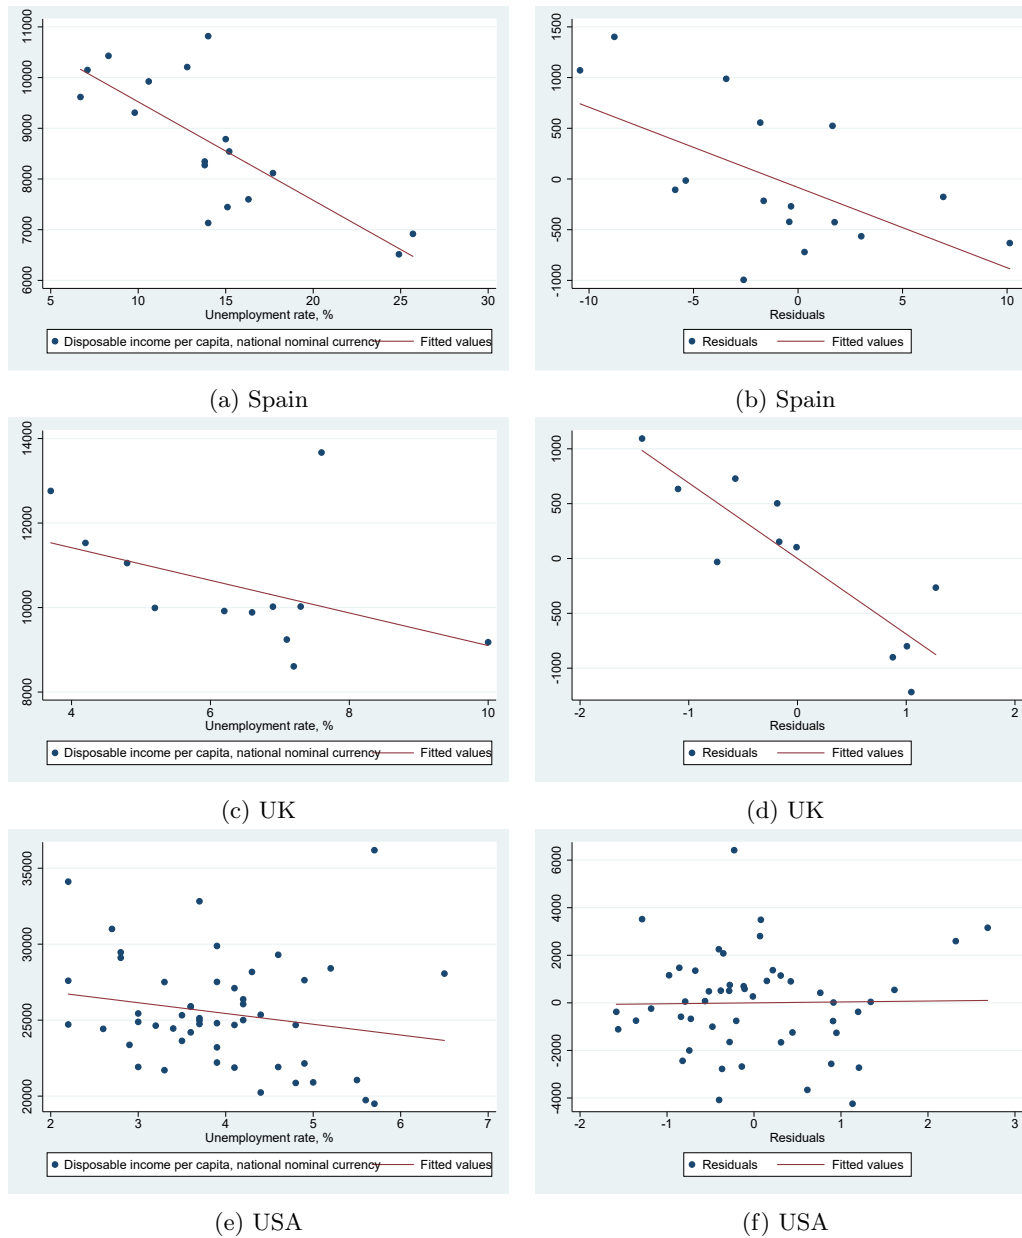 11000
10000
9000
8000
7000
6000
5 10 15 20 25 30
Unemployment rate, %
Disposable income per capita, national nominal currency Fitted values
(a) Spain
1500
1000
500
0
-500
-1000
-10 -5 0 5 10
Residuals
Residuals Fitted values
(b) Spain
14000
12000
10000
8000
4 6 8 10
Unemployment rate, %
Disposable income per capita, national nominal currency Fitted values
(c) UK
1000
500
0
-500
-1000
-2 -1 0 1 2
Residuals
Residuals Fitted values
(d) UK
35000
30000
25000
20000
2 3 4 5 6 7
Unemployment rate, %
Disposable income per capita, national nominal currency Fitted values
(e) USA
6000
4000
2000
0
-2000
-4000
-2 -1 0 1 2 3
Residuals
Residuals Fitted values
(f) USA